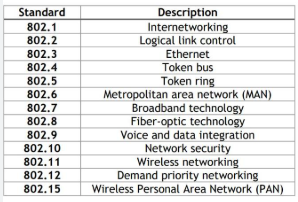 Standard Description
802.1 Internetworking
802.2 Logical link control
802.3 Ethernet
802.4 Token bus
802.5 Token ring
802.6 Metropolitan area network (MAN)
802.7 Broadband technology
802.8 Fiber-optic technology
802.9 Voice and data integration
802.10 Network security
802.11 Wireless networking
802.12 Demand priority networking
802.15 Wireless Personal Area Network (PAN)